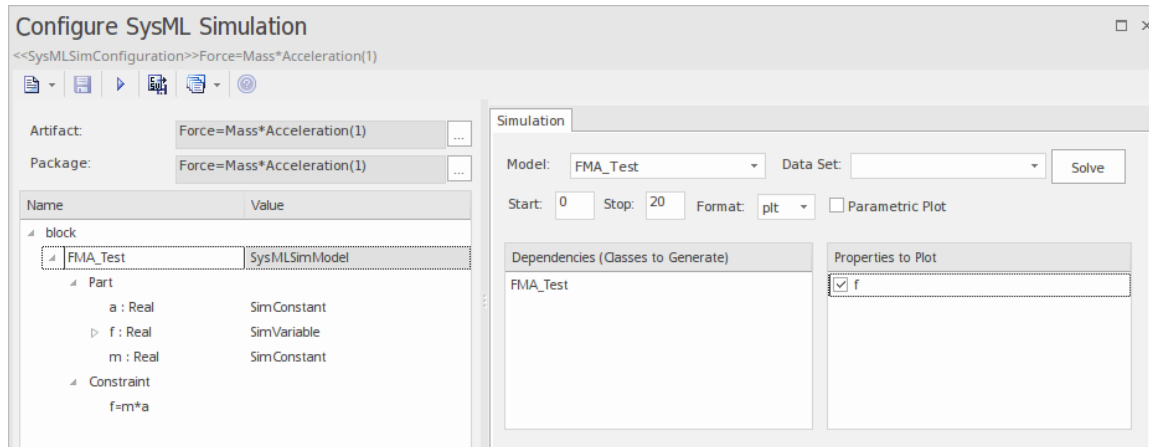 Configure SysML Simulation
<<SysMLSimConfiguration>>Force=Mass*Acceleration(1)
Artifact: Force=Mass*Acceleration(1) ...
Package: Force=Mass*Acceleration(1) ...
Name Value
block
FMA_Test SysMLSimModel
Part
a : Real SimConstant
f : Real SimVariable
m : Real SimConstant
Constraint
f=m*a
Simulation
Model: FMA_Test Data Set: Solve
Start: 0 Stop: 20 Format: plt Parametric Plot
Dependencies (Classes to Generate) Properties to Plot
FMA_Test f